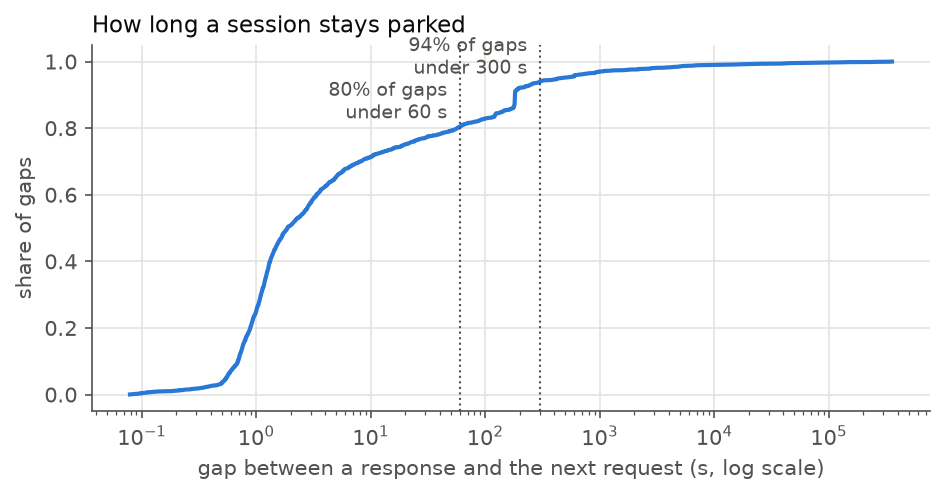 How long a session stays parked
94% of gaps
under 300 s
80% of gaps
under 60 s
1.0
0.8
0.6
0.4
0.2
0.0
share of gaps
10⁻¹ 10⁰ 10¹ 10² 10³ 10⁴ 10⁵
gap between a response and the next request (s, log scale)